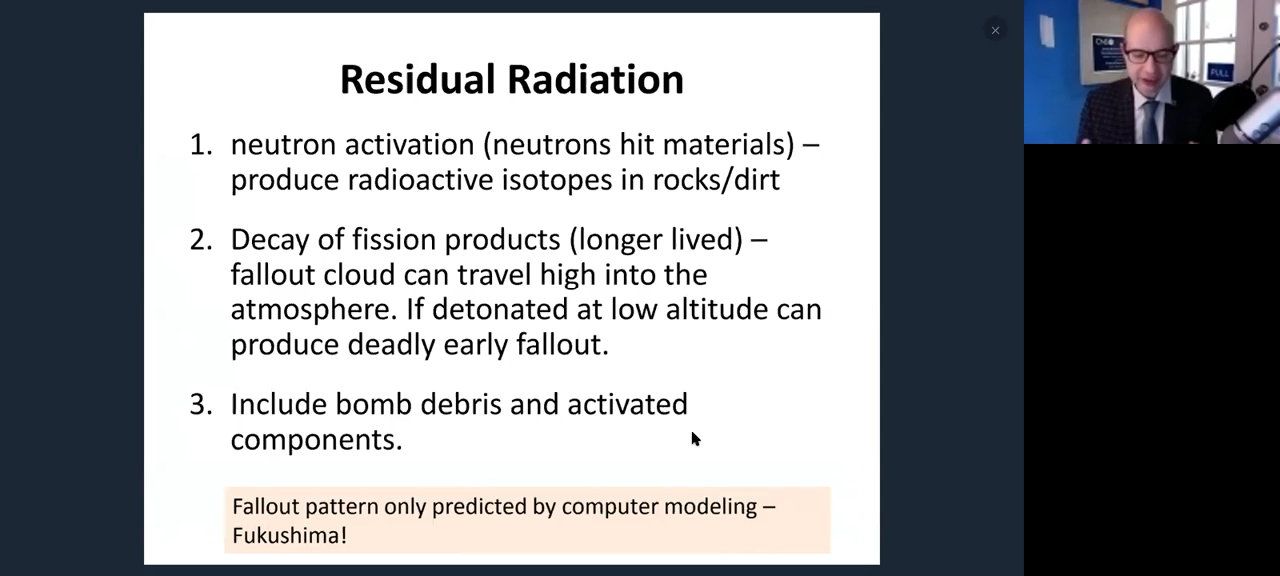 Residual Radiation
1. neutron activation (neutrons hit materials) –
produce radioactive isotopes in rocks/dirt
2. Decay of fission products (longer lived) –
fallout cloud can travel high into the
atmosphere. If detonated at low altitude can
produce deadly early fallout.
3. Include bomb debris and activated
components.
Fallout pattern only predicted by computer modeling –
Fukushima!
PULL